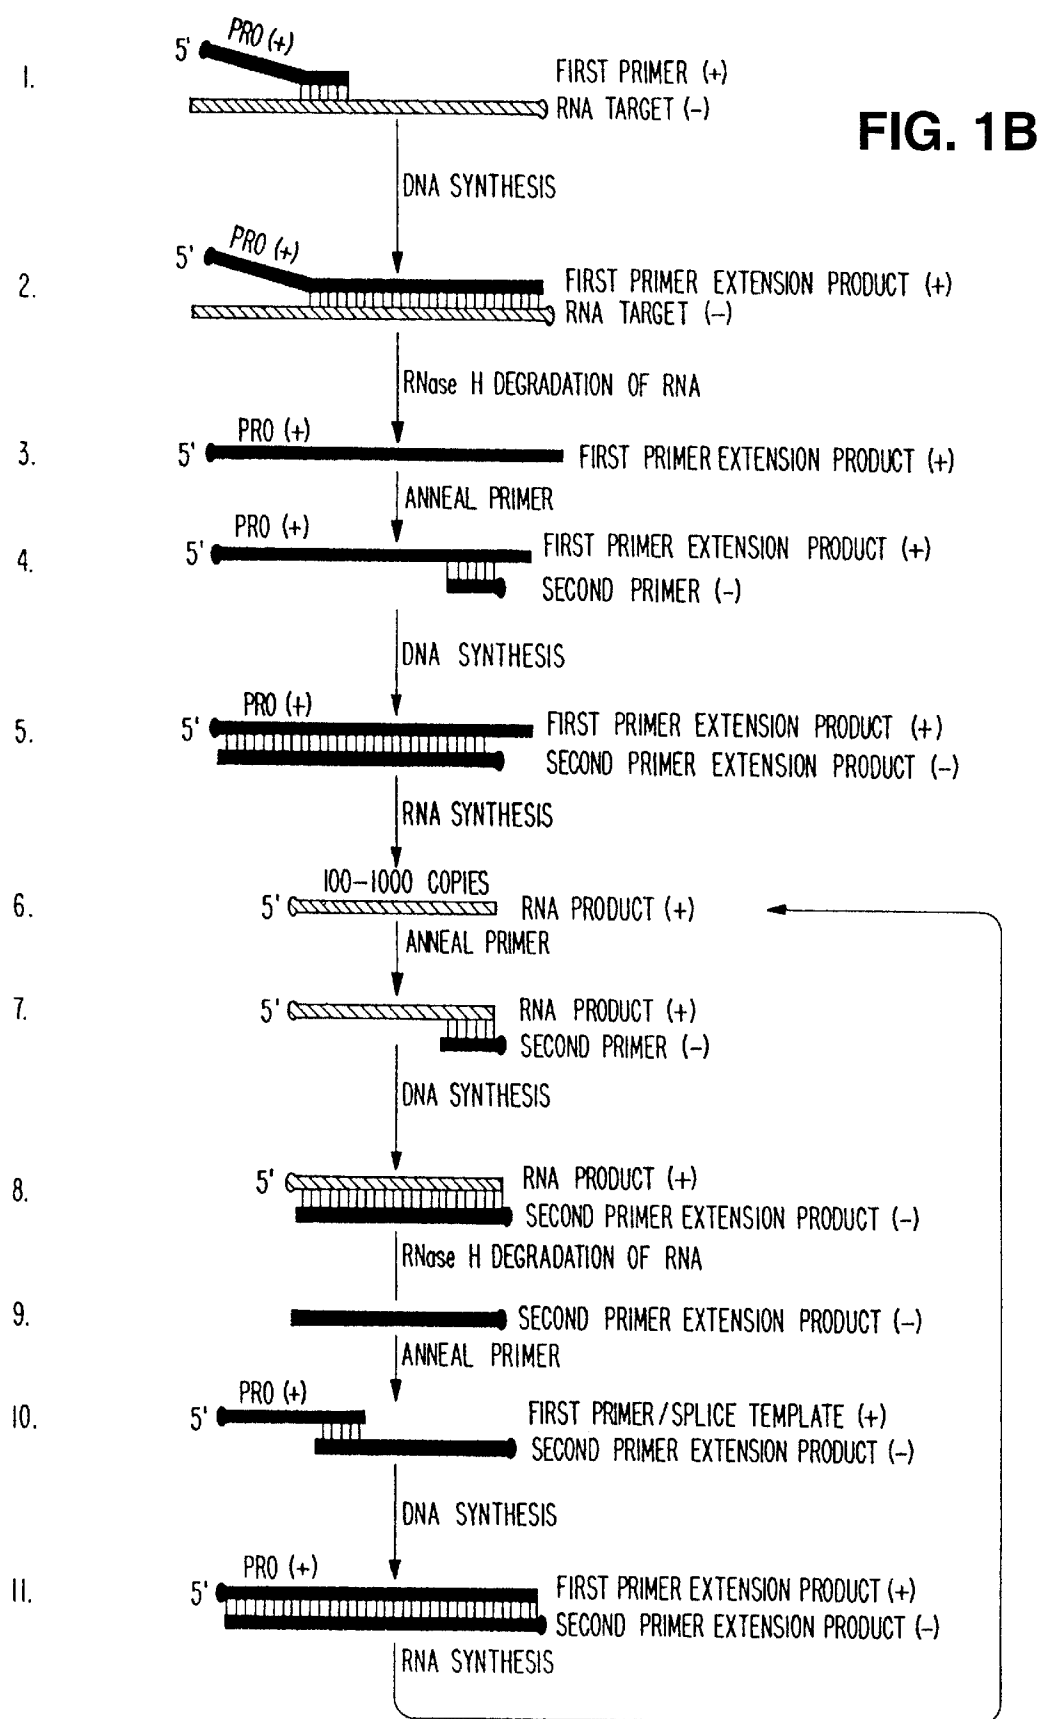 FIG. 1B
1.
5' PRO (+)
FIRST PRIMER (+)
RNA TARGET (-)
DNA SYNTHESIS
2.
5' PRO (+)
FIRST PRIMER EXTENSION PRODUCT (+)
RNA TARGET (-)
RNase H DEGRADATION OF RNA
3.
5' PRO (+)
FIRST PRIMER EXTENSION PRODUCT (+)
ANNEAL PRIMER
4.
5' PRO (+)
FIRST PRIMER EXTENSION PRODUCT (+)
SECOND PRIMER (-)
DNA SYNTHESIS
5.
5' PRO (+)
FIRST PRIMER EXTENSION PRODUCT (+)
SECOND PRIMER EXTENSION PRODUCT (-)
RNA SYNTHESIS
100-1000 COPIES
6.
5' RNA PRODUCT (+)
ANNEAL PRIMER
7.
5' RNA PRODUCT (+)
SECOND PRIMER (-)
DNA SYNTHESIS
8.
5' RNA PRODUCT (+)
SECOND PRIMER EXTENSION PRODUCT (-)
RNase H DEGRADATION OF RNA
9.
SECOND PRIMER EXTENSION PRODUCT (-)
ANNEAL PRIMER
10.
5' PRO (+)
FIRST PRIMER/SPLICE TEMPLATE (+)
SECOND PRIMER EXTENSION PRODUCT (-)
DNA SYNTHESIS
11.
5' PRO (+)
FIRST PRIMER EXTENSION PRODUCT (+)
SECOND PRIMER EXTENSION PRODUCT (-)
RNA SYNTHESIS